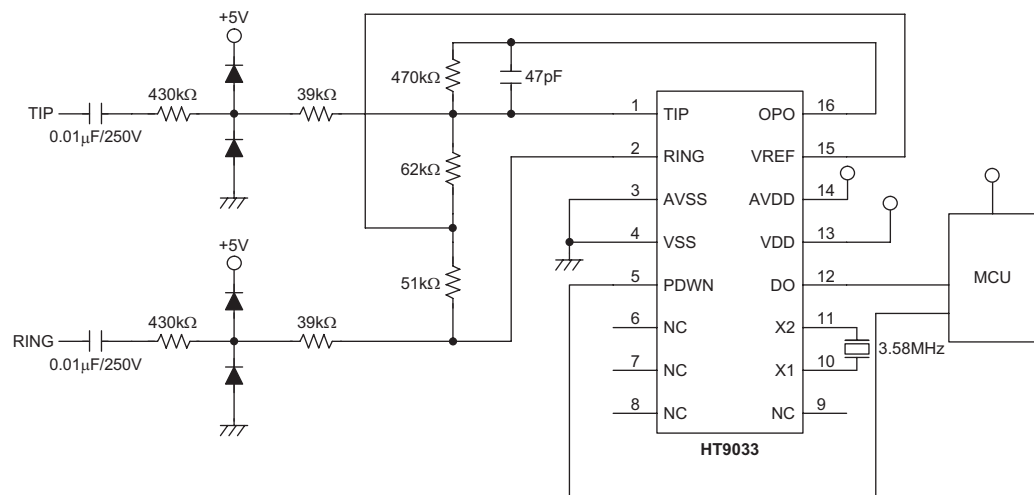 +5V
TIP
0.01μF/250V
430kΩ
39kΩ
470kΩ
47pF
62kΩ
51kΩ
+5V
RING
0.01μF/250V
430kΩ
39kΩ
1 TIP OPO 16
2 RING VREF 15
3 AVSS AVDD 14
4 VSS VDD 13
5 PDWN DO 12
6 NC X2 11
7 NC X1 10
8 NC NC 9
HT9033
3.58MHz
MCU